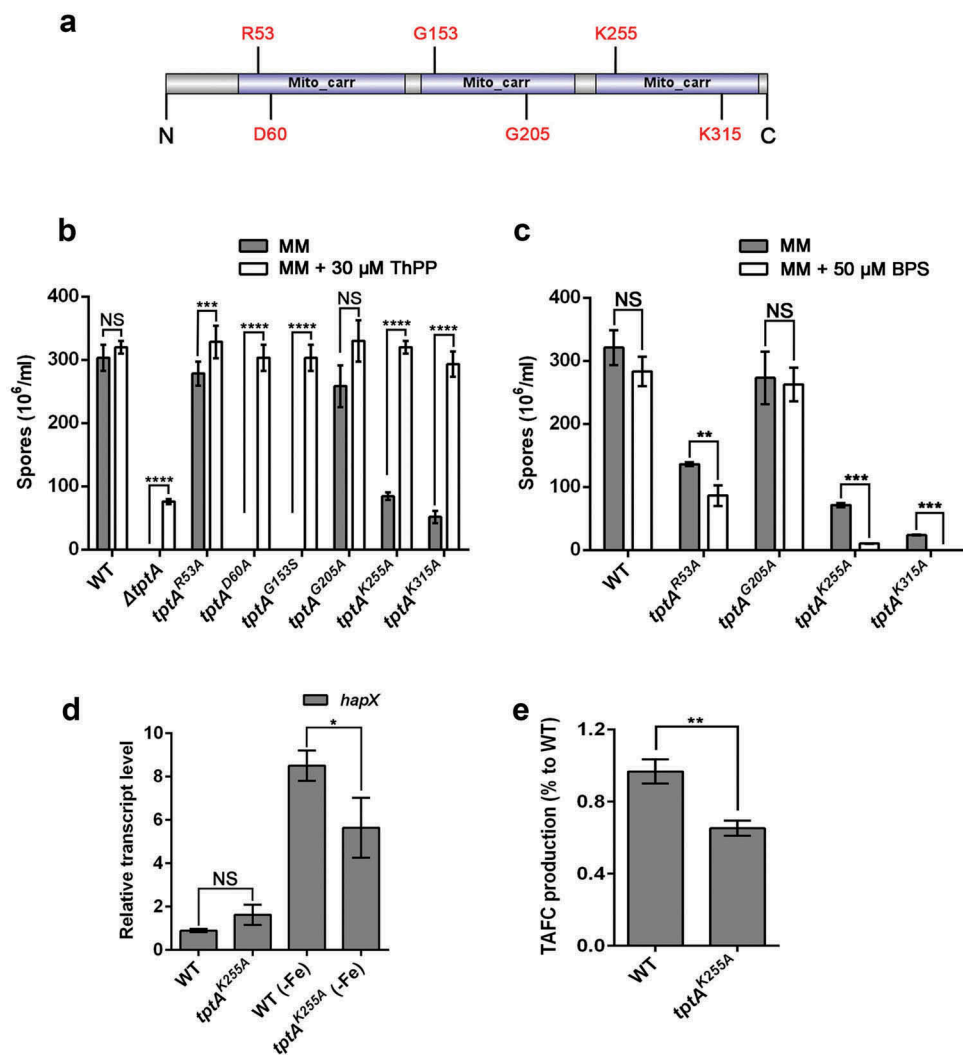 a
R53 G153 K255
Mito_carr Mito_carr Mito_carr
N D60 G205 K315 C
b
MM
MM + 30 µM ThPP
Spores (10⁶/ml)
400
300
200
100
0
NS *** **** **** NS **** ****
****
WT ΔtptA tptA^R53A tptA^D60A tptA^G153S tptA^G205A tptA^K255A tptA^K315A
c
MM
MM + 50 µM BPS
Spores (10⁶/ml)
400
300
200
100
0
NS ** NS *** ***
WT tptA^R53A tptA^G205A tptA^K255A tptA^K315A
d
hapX
Relative transcript level
10
8
6
4
2
0
NS *
WT tptA^K255A WT (-Fe) tptA^K255A (-Fe)
e
TAFC production (% to WT)
1.2
0.9
0.6
0.3
0.0
**
WT tptA^K255A